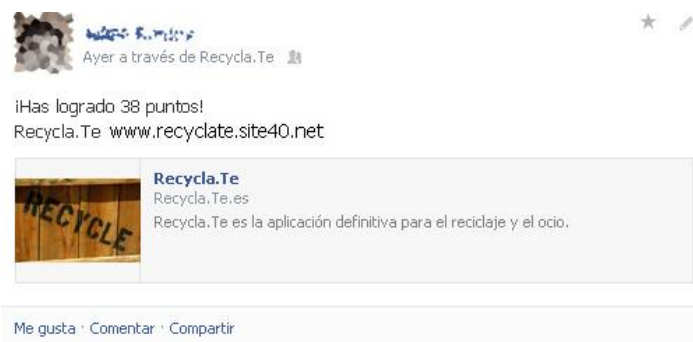 Ayer a través de Recycla.Te
¡Has logrado 38 puntos!
Recycla.Te www.recyclate.site40.net
RECYCLE
Recycla.Te
Recycla.Te.es
Recycla.Te es la aplicación definitiva para el reciclaje y el ocio.
Me gusta · Comentar · Compartir